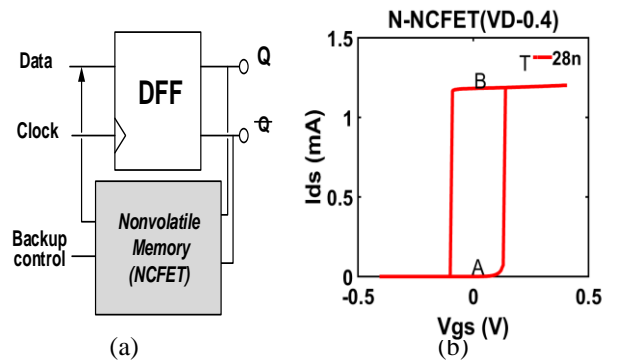 Data
DFF
Q
Clock
Q
Nonvolatile
Memory
(NCFET)
Backup
control
(a)
N-NCFET(VD-0.4)
T 28n
B
A
1.5
1
0.5
0
-0.5
0
0.5
Ids (mA)
Vgs (V)
(b)